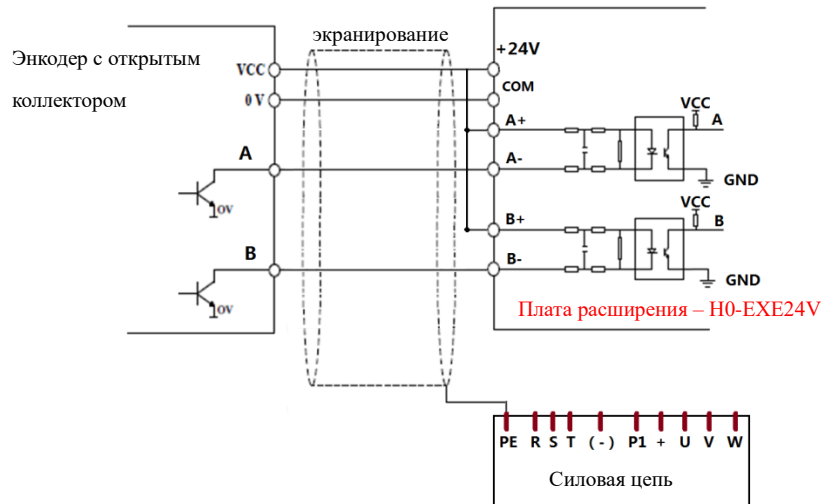 экранирование
Энкодер с открытым
коллектором
VCC
0 V
A
0V
B
0V
+24V
COM
A+
A-
B+
B-
VCC
A
GND
VCC
B
GND
Плата расширения – H0-EXE24V
PE R S T (-) P1 + U V W
Силовая цепь